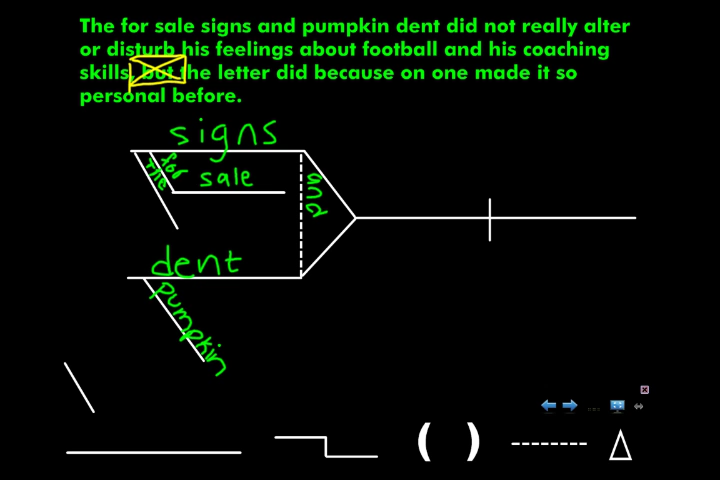 The for sale signs and pumpkin dent did not really alter
or disturb his feelings about football and his coaching
skills, but the letter did because on one made it so
personal before.
signs
the
for
sale
and
dent
pumpkin
( )